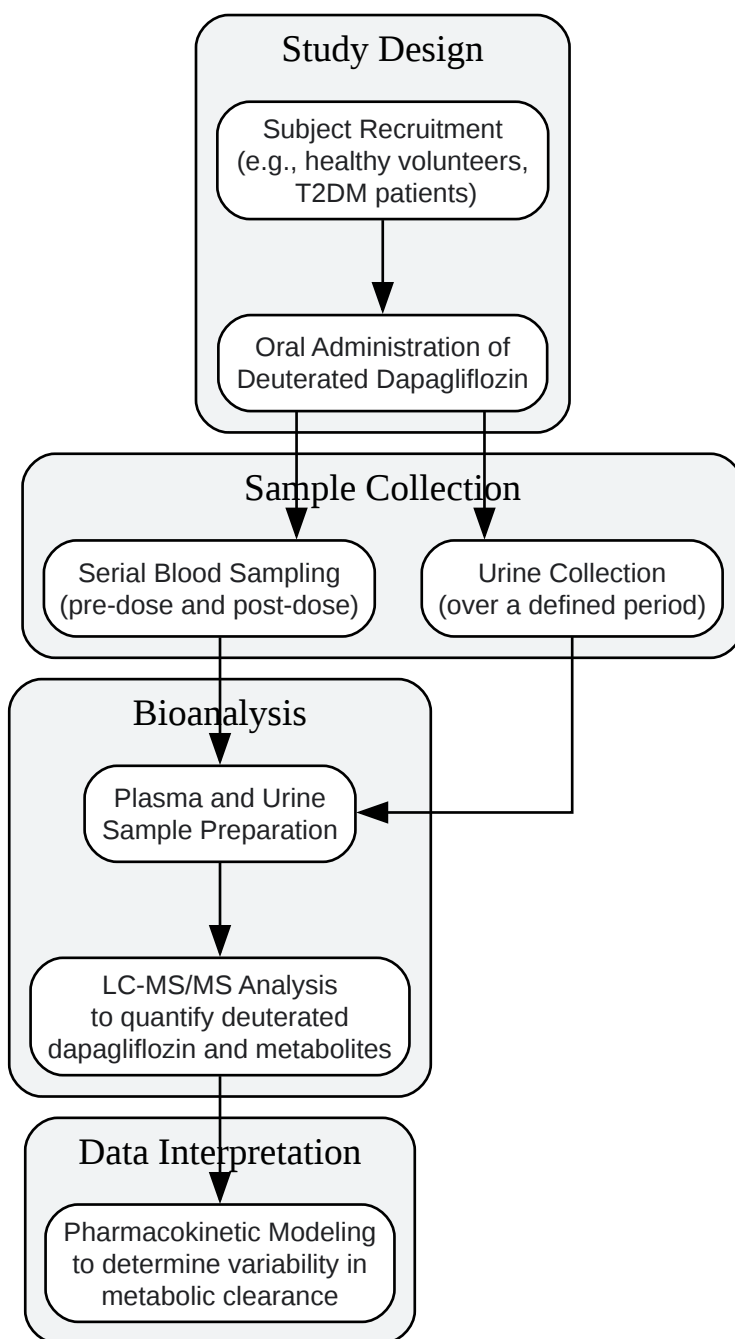 Study Design
Subject Recruitment
(e.g., healthy volunteers,
T2DM patients)
Oral Administration of
Deuterated Dapagliflozin
Sample Collection
Serial Blood Sampling
(pre-dose and post-dose)
Urine Collection
(over a defined period)
Bioanalysis
Plasma and Urine
Sample Preparation
LC-MS/MS Analysis
to quantify deuterated
dapagliflozin and metabolites
Data Interpretation
Pharmacokinetic Modeling
to determine variability in
metabolic clearance